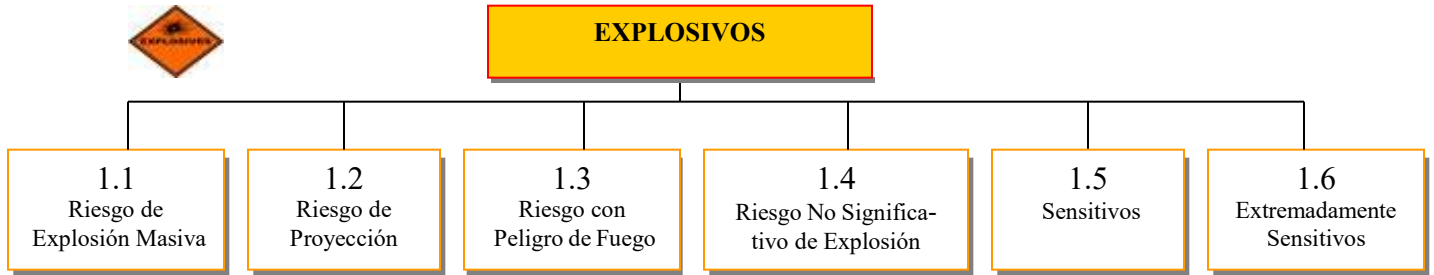 EXPLOSIVES
EXPLOSIVOS
1.1
Riesgo de
Explosión Masiva
1.2
Riesgo de
Proyección
1.3
Riesgo con
Peligro de Fuego
1.4
Riesgo No Significa-
tivo de Explosión
1.5
Sensitivos
1.6
Extremadamente
Sensitivos